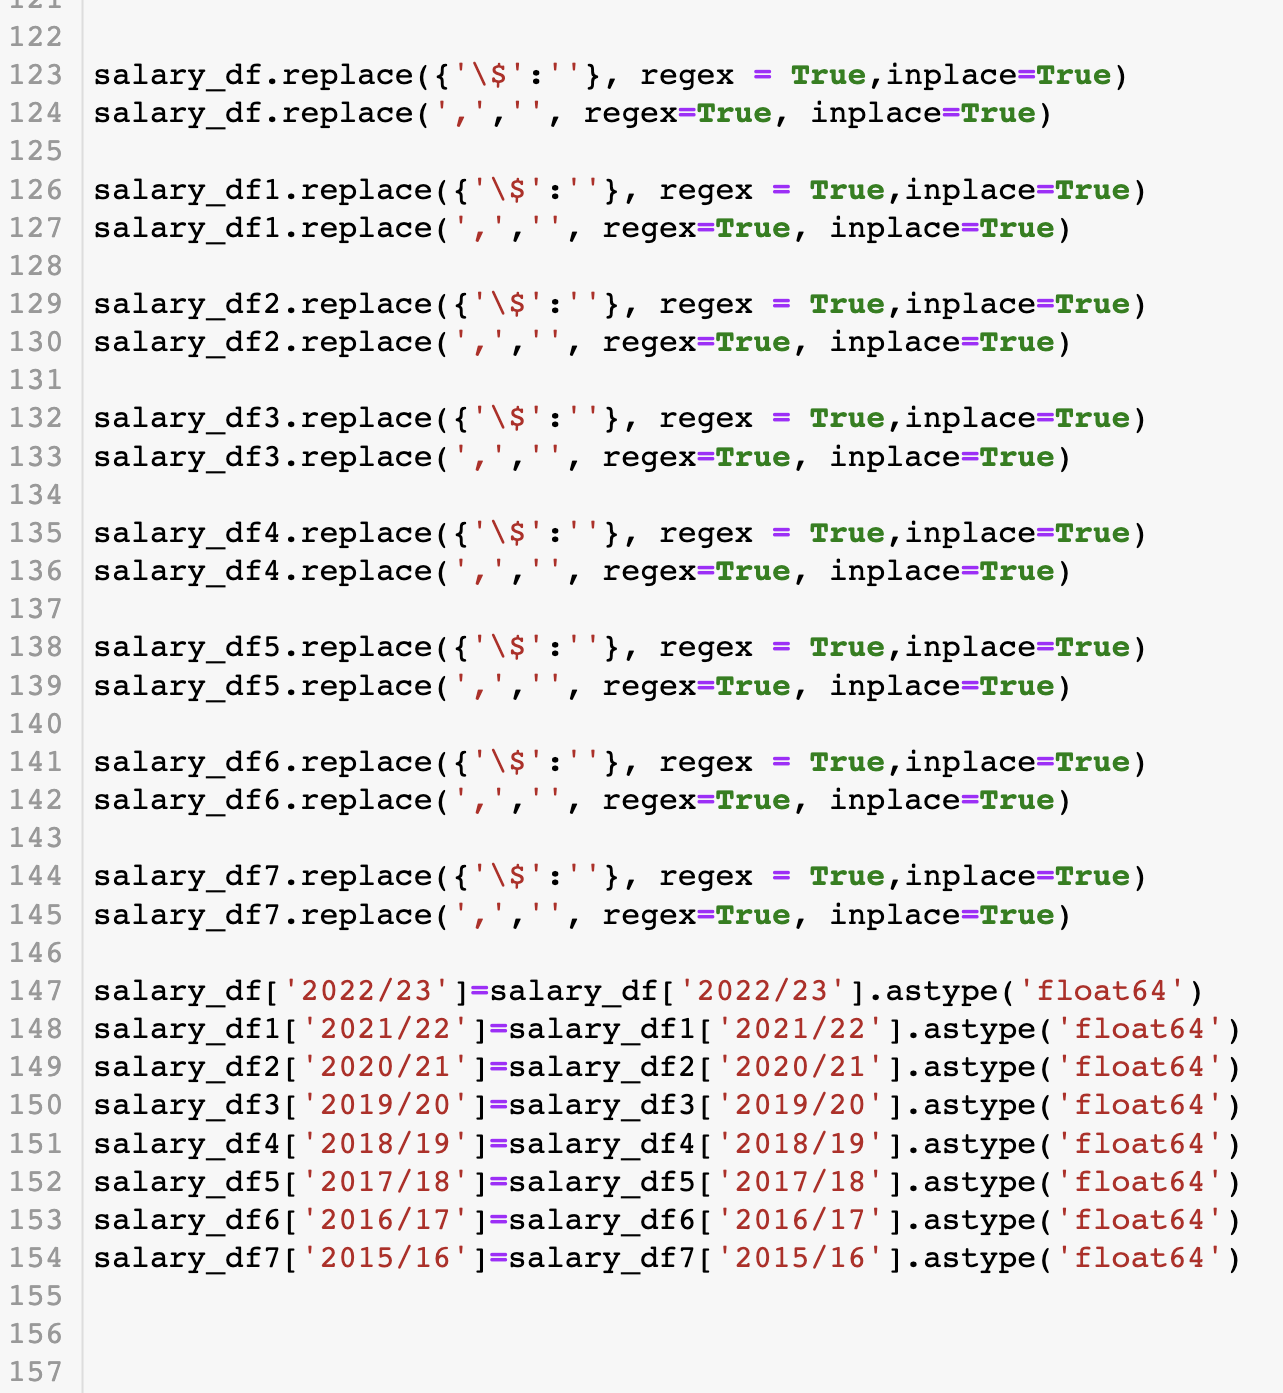 121
122
123 salary_df.replace({'\$':''}, regex = True,inplace=True)
124 salary_df.replace(',','', regex=True, inplace=True)
125
126 salary_df1.replace({'\$':''}, regex = True,inplace=True)
127 salary_df1.replace(',','', regex=True, inplace=True)
128
129 salary_df2.replace({'\$':''}, regex = True,inplace=True)
130 salary_df2.replace(',','', regex=True, inplace=True)
131
132 salary_df3.replace({'\$':''}, regex = True,inplace=True)
133 salary_df3.replace(',','', regex=True, inplace=True)
134
135 salary_df4.replace({'\$':''}, regex = True,inplace=True)
136 salary_df4.replace(',','', regex=True, inplace=True)
137
138 salary_df5.replace({'\$':''}, regex = True,inplace=True)
139 salary_df5.replace(',','', regex=True, inplace=True)
140
141 salary_df6.replace({'\$':''}, regex = True,inplace=True)
142 salary_df6.replace(',','', regex=True, inplace=True)
143
144 salary_df7.replace({'\$':''}, regex = True,inplace=True)
145 salary_df7.replace(',','', regex=True, inplace=True)
146
147 salary_df['2022/23']=salary_df['2022/23'].astype('float64')
148 salary_df1['2021/22']=salary_df1['2021/22'].astype('float64')
149 salary_df2['2020/21']=salary_df2['2020/21'].astype('float64')
150 salary_df3['2019/20']=salary_df3['2019/20'].astype('float64')
151 salary_df4['2018/19']=salary_df4['2018/19'].astype('float64')
152 salary_df5['2017/18']=salary_df5['2017/18'].astype('float64')
153 salary_df6['2016/17']=salary_df6['2016/17'].astype('float64')
154 salary_df7['2015/16']=salary_df7['2015/16'].astype('float64')
155
156
157